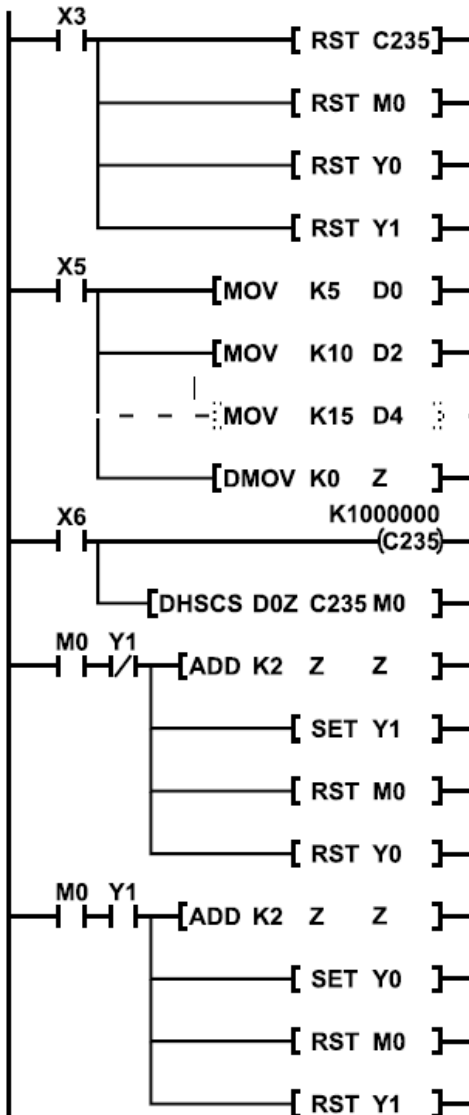 X3
RST C235
RST M0
RST Y0
RST Y1
X5
MOV K5 D0
MOV K10 D2
MOV K15 D4
DMOV K0 Z
X6 K1000000
(C235)
DHSCS D0Z C235 M0
M0 Y1
ADD K2 Z Z
SET Y1
RST M0
RST Y0
M0 Y1
ADD K2 Z Z
SET Y0
RST M0
RST Y1